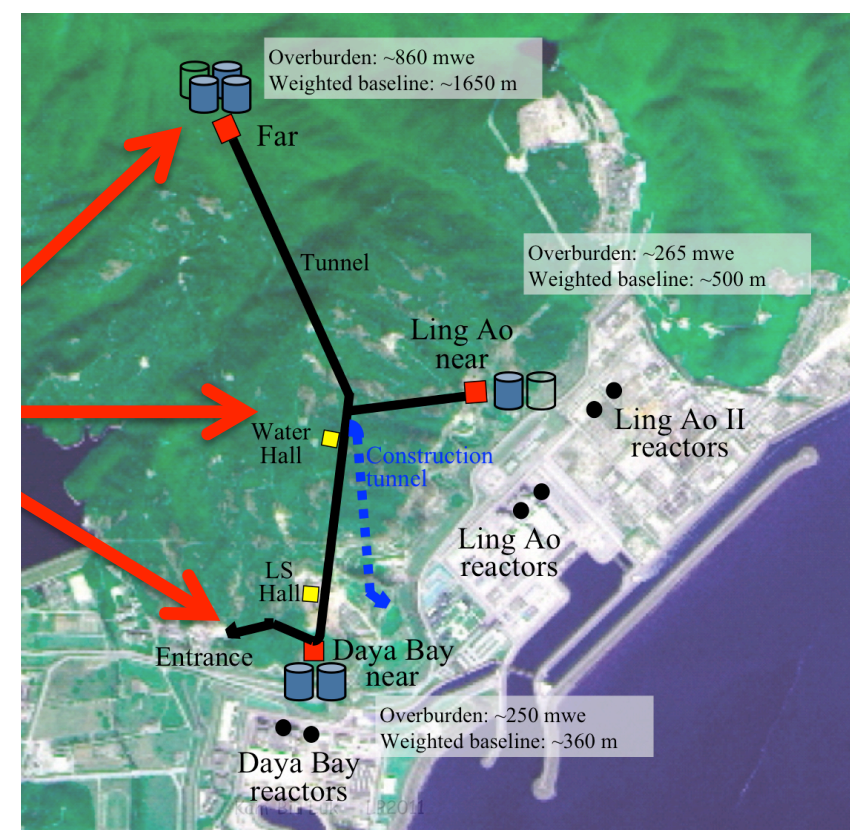 Overburden: ~860 mwe
Weighted baseline: ~1650 m
Far
Tunnel
Overburden: ~265 mwe
Weighted baseline: ~500 m
Ling Ao
near
Ling Ao II
reactors
Water
Hall
Construction
tunnel
Ling Ao
reactors
LS
Hall
Entrance
Daya Bay
near
Overburden: ~250 mwe
Weighted baseline: ~360 m
Daya Bay
reactors